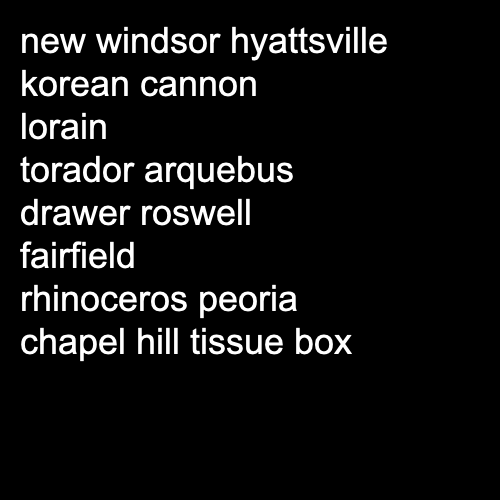 new windsor hyattsville
korean cannon
lorain
torador arquebus
drawer roswell
fairfield
rhinoceros peoria
chapel hill tissue box